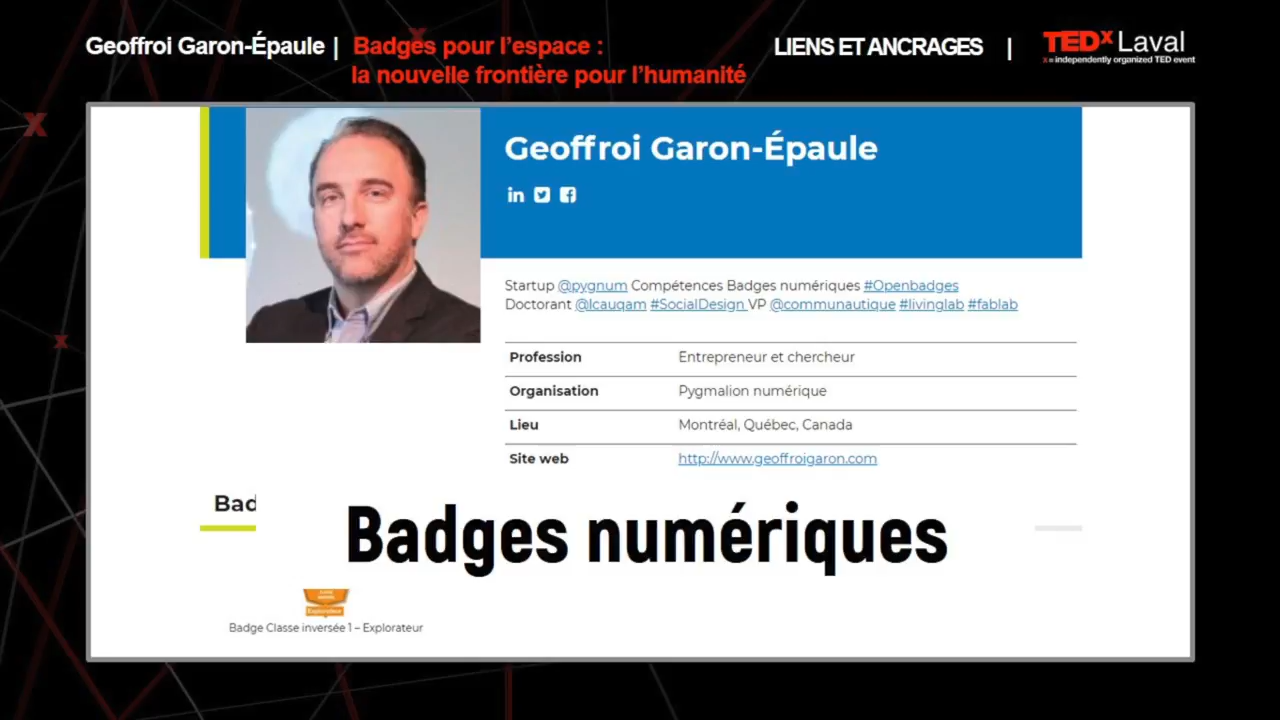 Geoffroi Garon-Épaule | Badges pour l'espace :
la nouvelle frontière pour l'humanité
LIENS ET ANCRAGES |
TEDx Laval
x = independently organized TED event
Geoffroi Garon-Épaule
Startup @pygnum Compétences Badges numériques #Openbadges
Doctorant @lcauqam #SocialDesign VP @communautique #livinglab #fablab
Profession Entrepreneur et chercheur
Organisation Pygmalion numérique
Lieu Montréal, Québec, Canada
Site web http://www.geoffroigaron.com
Bad
Badges numériques
Explorateur
Badge Classe inversée 1 – Explorateur